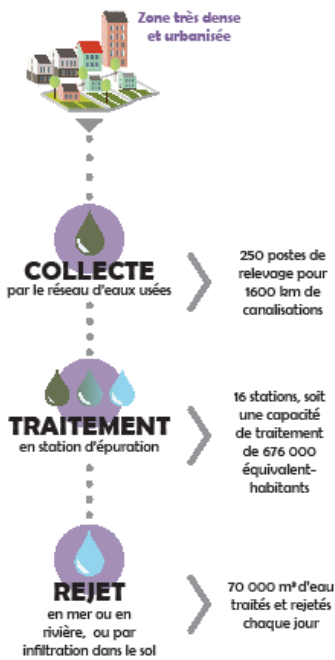 Zone très dense
et urbanisée
COLLECTE
par le réseau d'eaux usées
250 postes de
relevage pour
1600 km de
canalisations
TRAITEMENT
en station d'épuration
16 stations, soit
une capacité
de traitement
de 676 000
équivalent-
habitants
REJET
en mer ou en
rivière, ou par
infiltration dans le sol
70 000 m³ d'eau
traités et rejetés
chaque jour